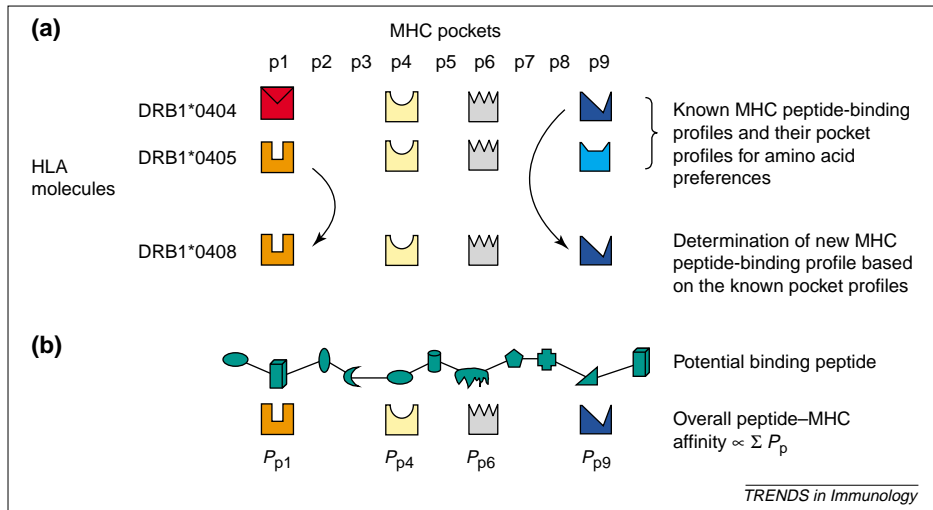 (a)
MHC pockets
p1 p2 p3 p4 p5 p6 p7 p8 p9
DRB1*0404
DRB1*0405
HLA
molecules
DRB1*0408
Known MHC peptide-binding
profiles and their pocket
profiles for amino acid
preferences
Determination of new MHC
peptide-binding profile based
on the known pocket profiles
(b)
Potential binding peptide
Overall peptide–MHC
affinity ∝ Σ Pp
Pp1 Pp4 Pp6 Pp9
TRENDS in Immunology